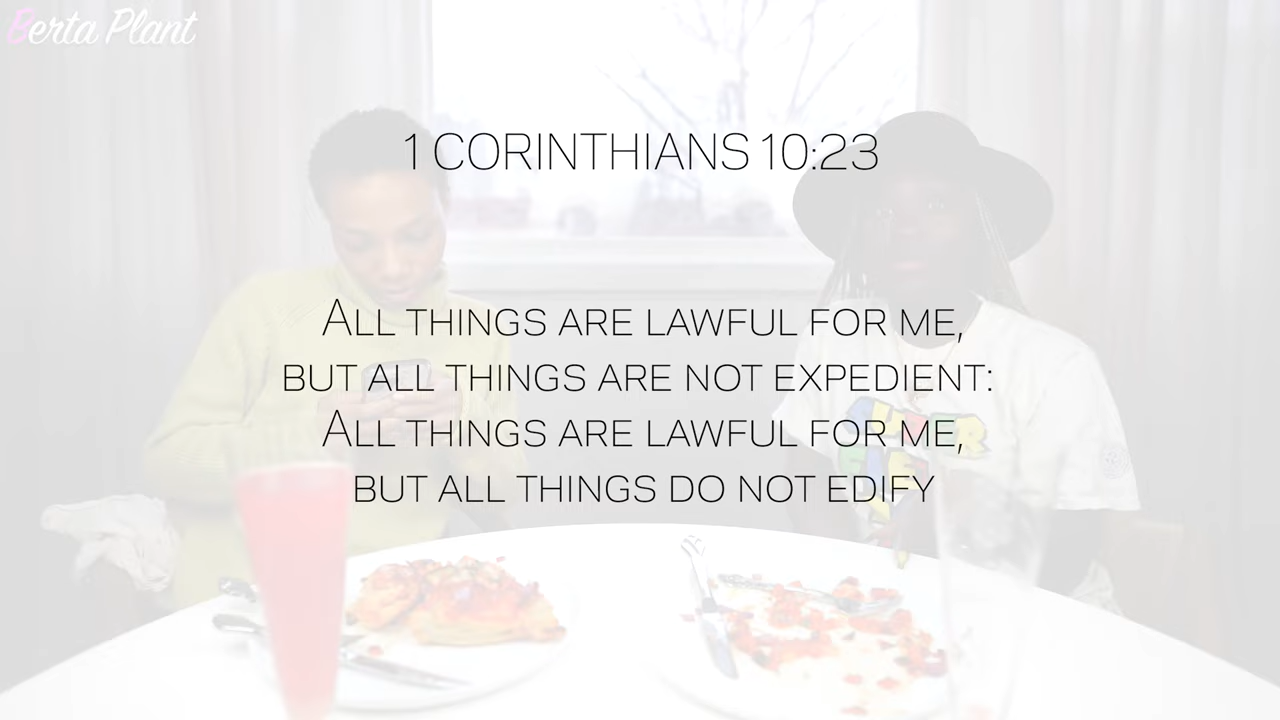 Berta Plant
1 CORINTHIANS 10:23
ALL THINGS ARE LAWFUL FOR ME,
BUT ALL THINGS ARE NOT EXPEDIENT:
ALL THINGS ARE LAWFUL FOR ME,
BUT ALL THINGS DO NOT EDIFY